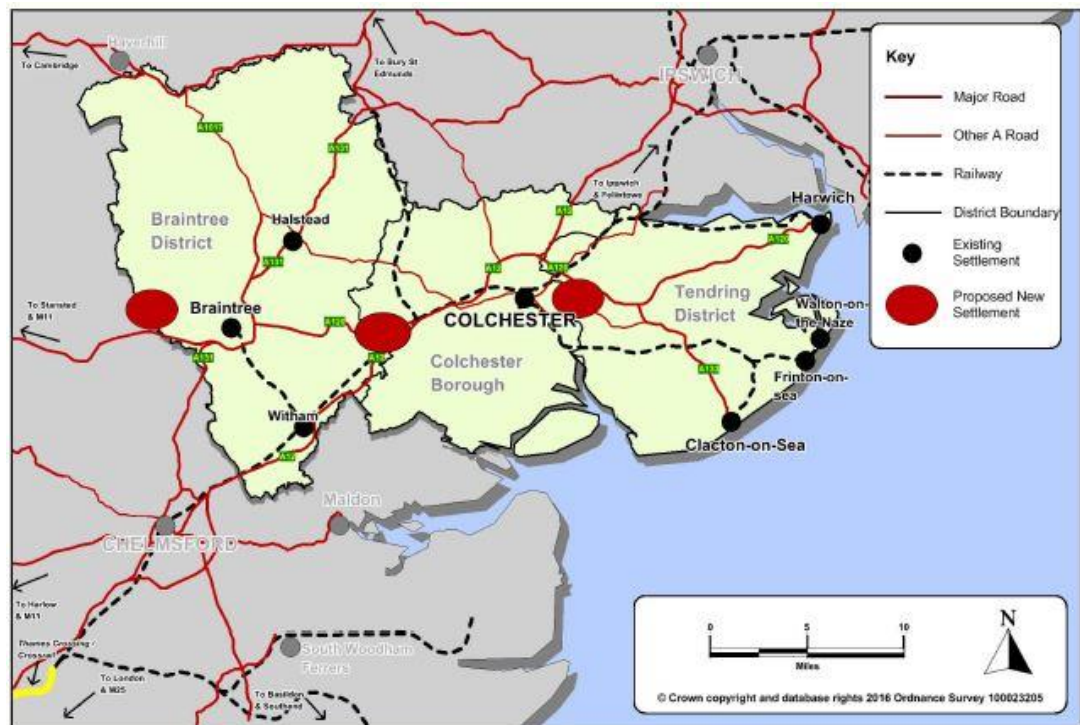 Haverhill
To Cambridge
To Bury St
Edmunds
IPSWICH
Key
Major Road
Other A Road
Railway
District Boundary
Existing
Settlement
Proposed New
Settlement
A1017
A131
To Ipswich
& Felixstowe
Harwich
Braintree
District
Halstead
A12
A120
A131
A12
A120
Tendring
District
Walton-on-
the-Naze
To Stansted
& M11
Braintree
COLCHESTER
A120
A131
A12
Colchester
Borough
A133
Frinton-on-
sea
Witham
Clacton-on-Sea
A12
Maldon
CHELMSFORD
To Harlow
& M11
Thames Crossing /
Crossrail
South Woodham
Ferrers
To London
& M25
To Basildon
& Southend
N
0 5 10
Miles
© Crown copyright and database rights 2016 Ordnance Survey 100023205